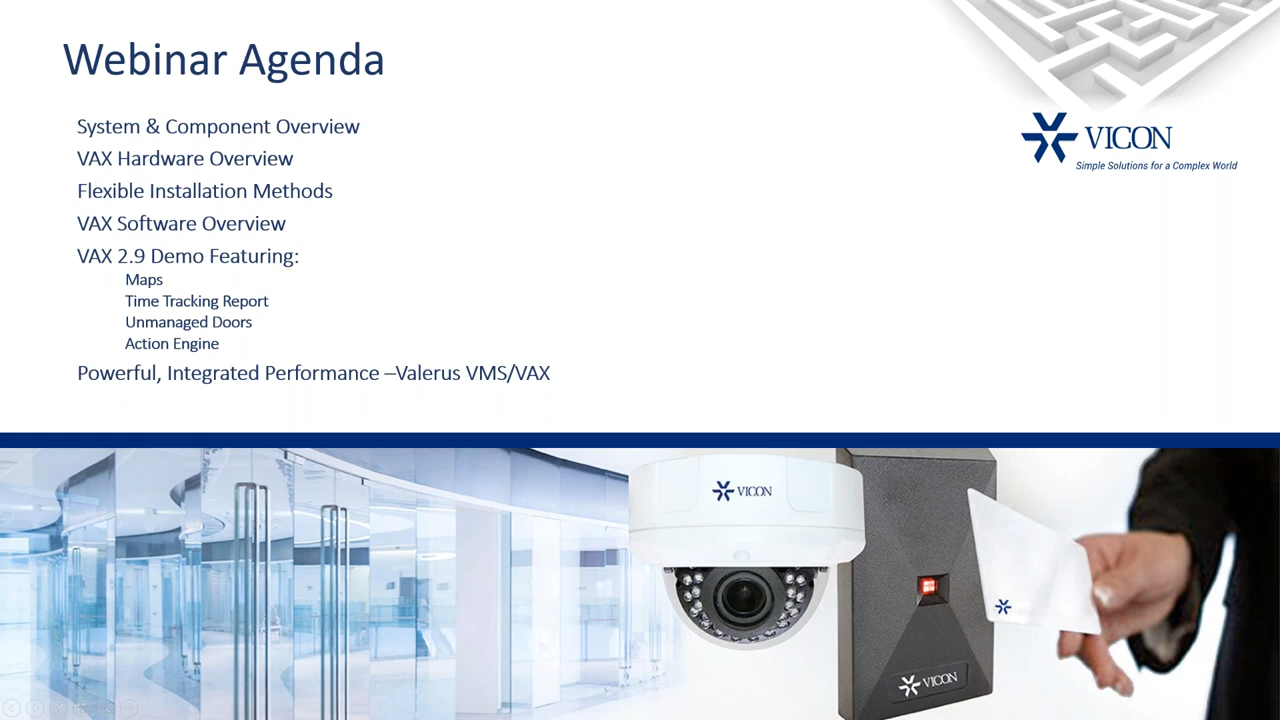 Webinar Agenda
System & Component Overview
VAX Hardware Overview
Flexible Installation Methods
VAX Software Overview
VAX 2.9 Demo Featuring:
Maps
Time Tracking Report
Unmanaged Doors
Action Engine
Powerful, Integrated Performance –Valerus VMS/VAX
VICON
Simple Solutions for a Complex World
VICON
VICON